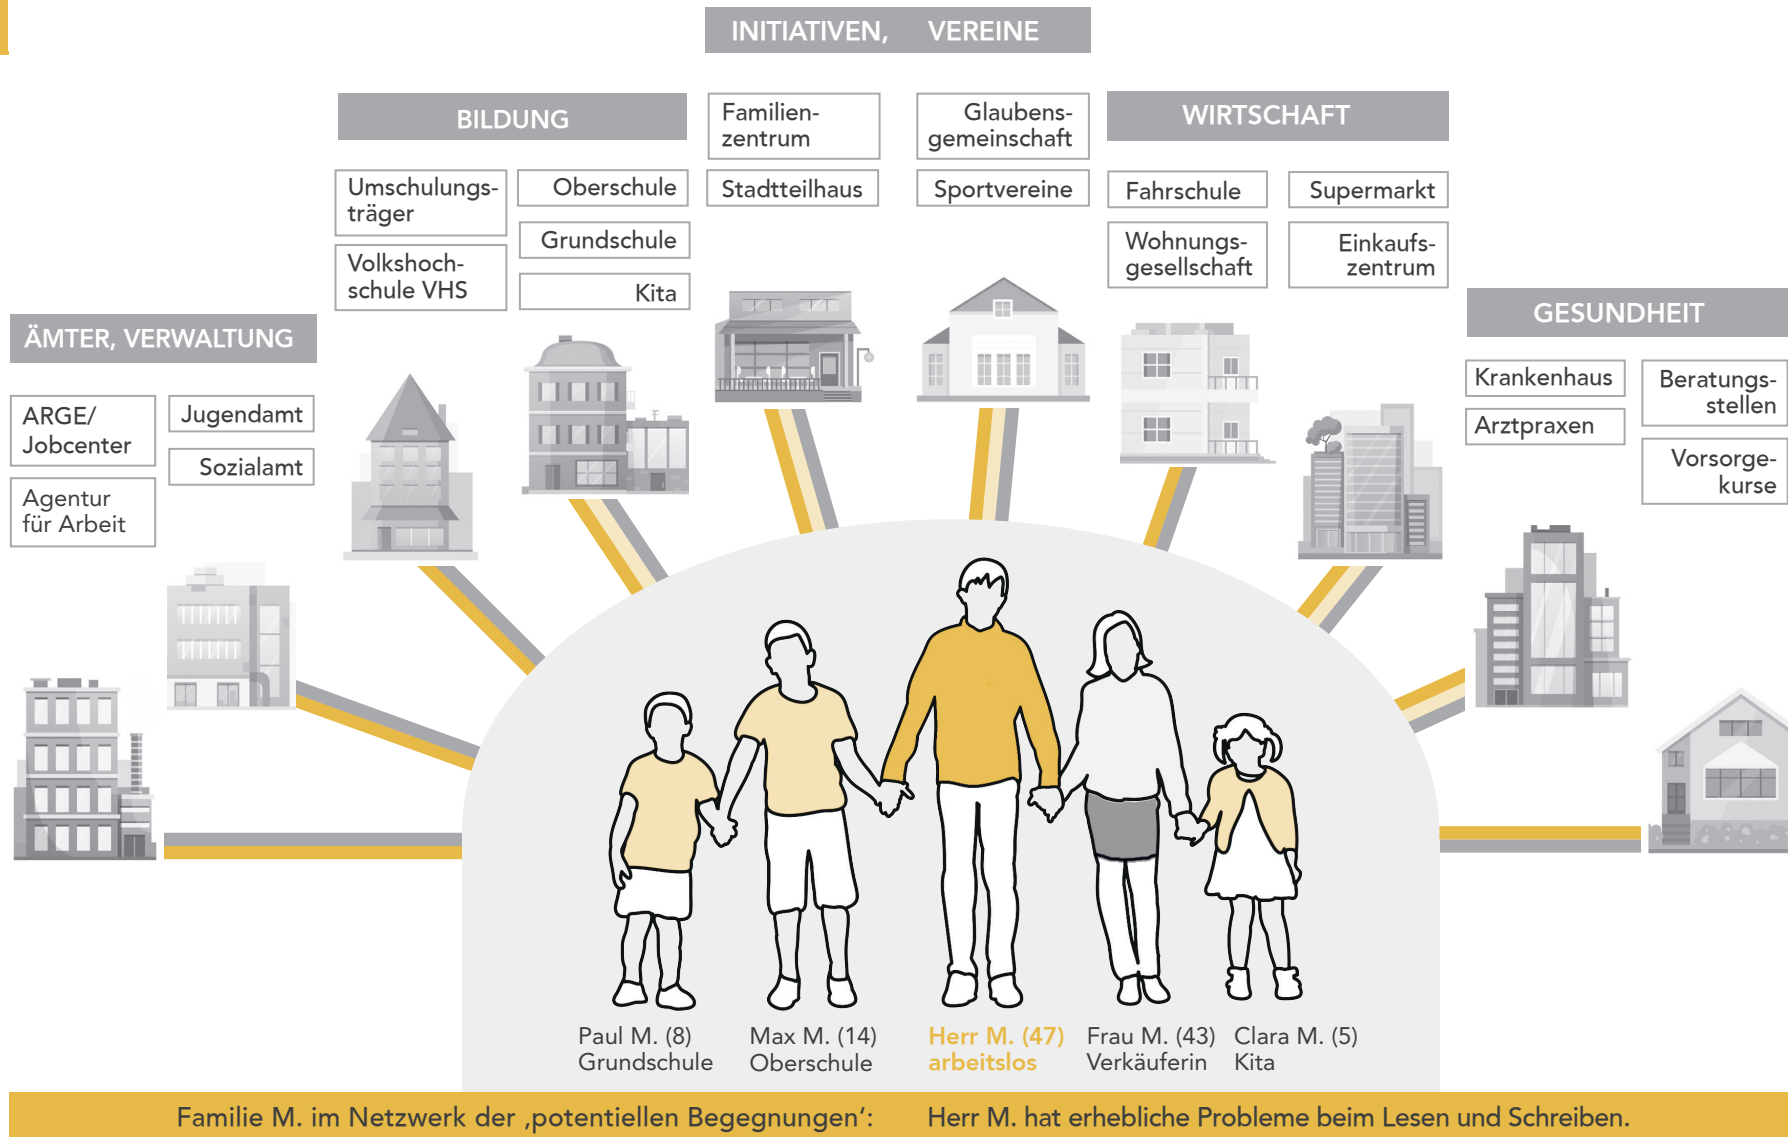 INITIATIVEN, VEREINE
Familien-
zentrum
Stadtteilhaus
Glaubens-
gemeinschaft
Sportvereine
BILDUNG
Umschulungs-
träger
Volkshoch-
schule VHS
Oberschule
Grundschule
Kita
WIRTSCHAFT
Fahrschule
Wohnungs-
gesellschaft
Supermarkt
Einkaufs-
zentrum
ÄMTER, VERWALTUNG
ARGE/
Jobcenter
Agentur
für Arbeit
Jugendamt
Sozialamt
GESUNDHEIT
Krankenhaus
Arztpraxen
Beratungs-
stellen
Vorsorge-
kurse
Paul M. (8)
Grundschule
Max M. (14)
Oberschule
Herr M. (47)
arbeitslos
Frau M. (43)
Verkäuferin
Clara M. (5)
Kita
Familie M. im Netzwerk der ‚potentiellen Begegnungen‘: Herr M. hat erhebliche Probleme beim Lesen und Schreiben.